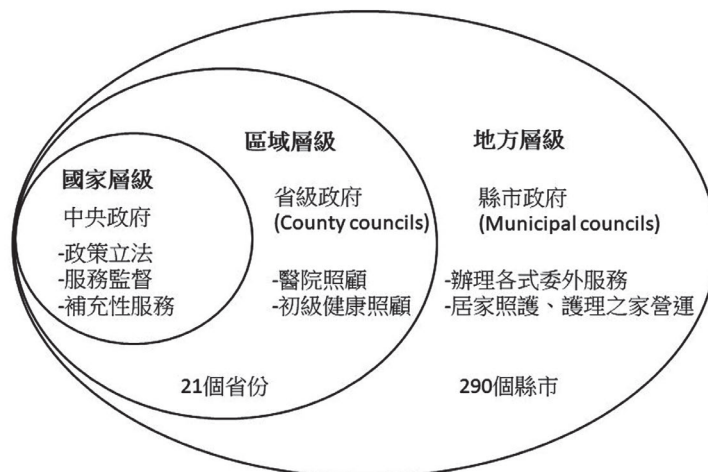 國家層級
中央政府
-政策立法
-服務監督
-補充性服務
區域層級
省級政府
(County councils)
-醫院照顧
-初級健康照顧
21個省份
地方層級
縣市政府
(Municipal councils)
-辦理各式委外服務
-居家照護、護理之家營運
290個縣市